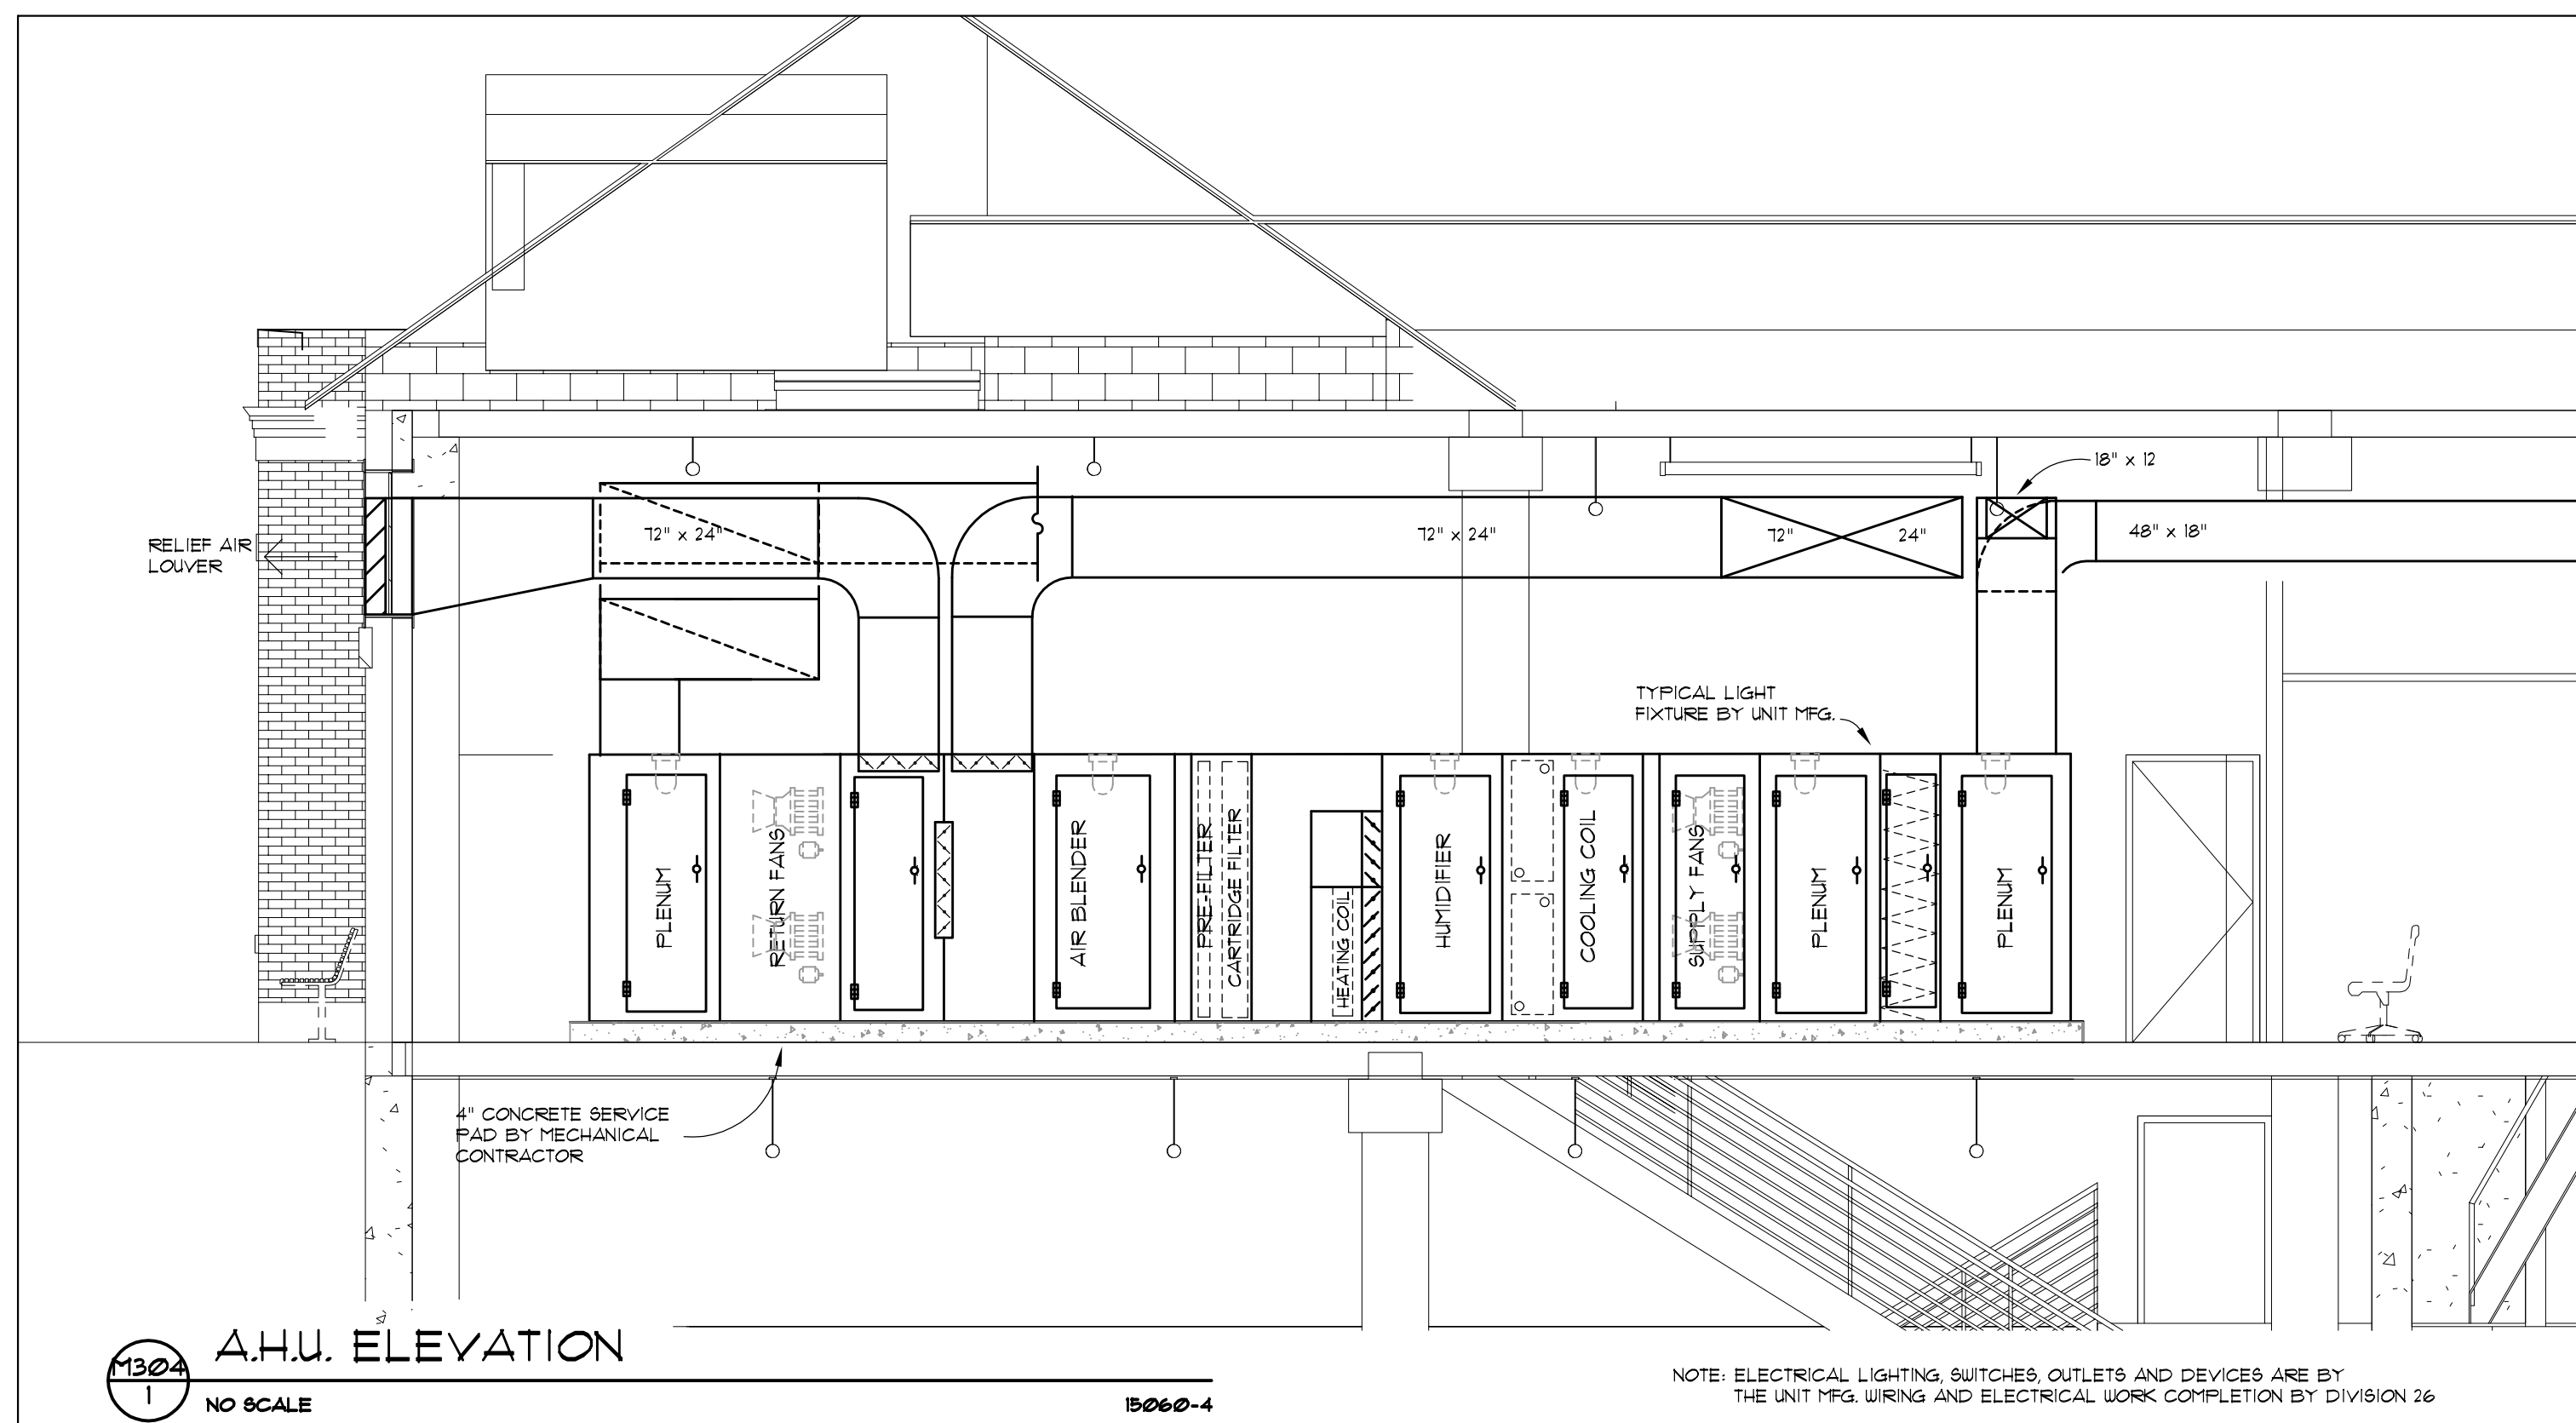 18" x 12
72" x 24"
72" x 24"
72" 24"
48" x 18"
RELIEF AIR
LOUVER
TYPICAL LIGHT
FIXTURE BY UNIT MFG.
PLENUM
RETURN FANS
AIR BLENDER
PRE-FILTER
CARTRIDGE FILTER
HEATING COIL
HUMIDIFIER
COOLING COIL
SUPPLY FANS
PLENUM
PLENUM
4" CONCRETE SERVICE
PAD BY MECHANICAL
CONTRACTOR
M304
1
A.H.U. ELEVATION
NO SCALE
15060-4
NOTE: ELECTRICAL LIGHTING, SWITCHES, OUTLETS AND DEVICES ARE BY
THE UNIT MFG. WIRING AND ELECTRICAL WORK COMPLETION BY DIVISION 26